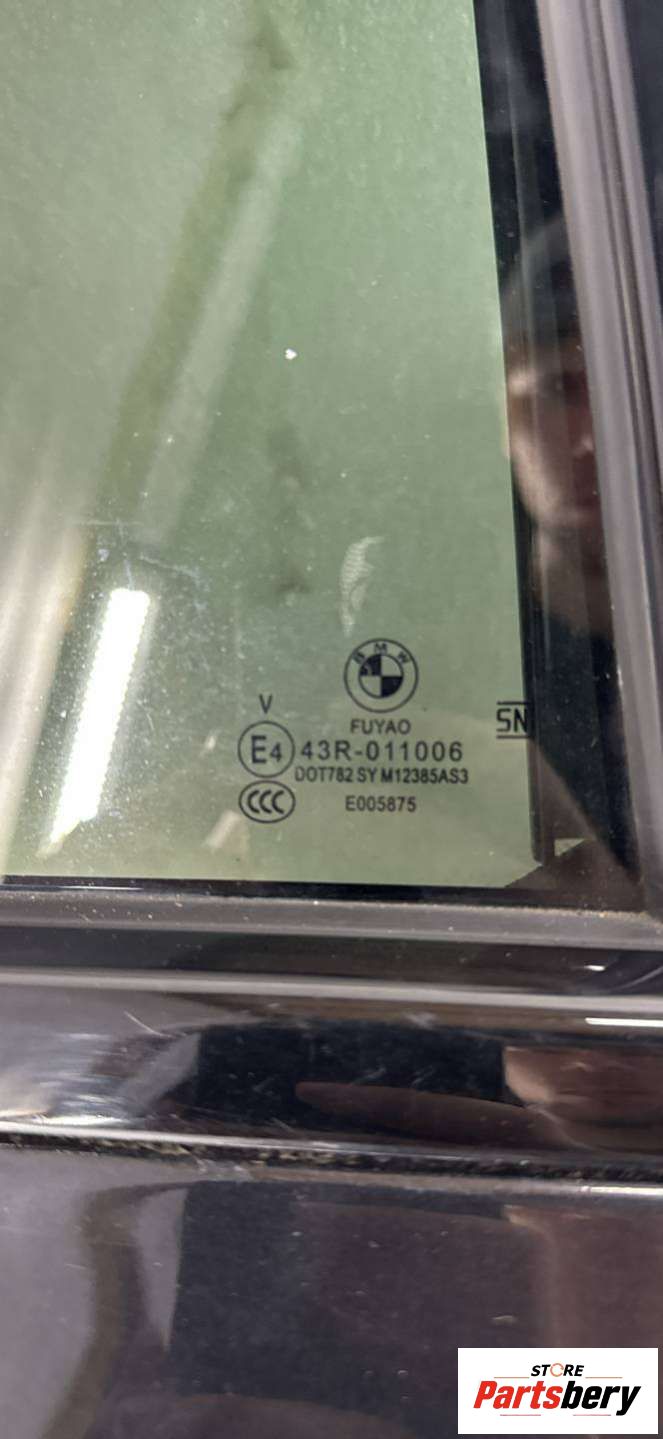 BMW
FUYAO
V
E4 43R-011006
DOT782 SY M12385AS3
CCC E005875
SN
STORE
Partsbery